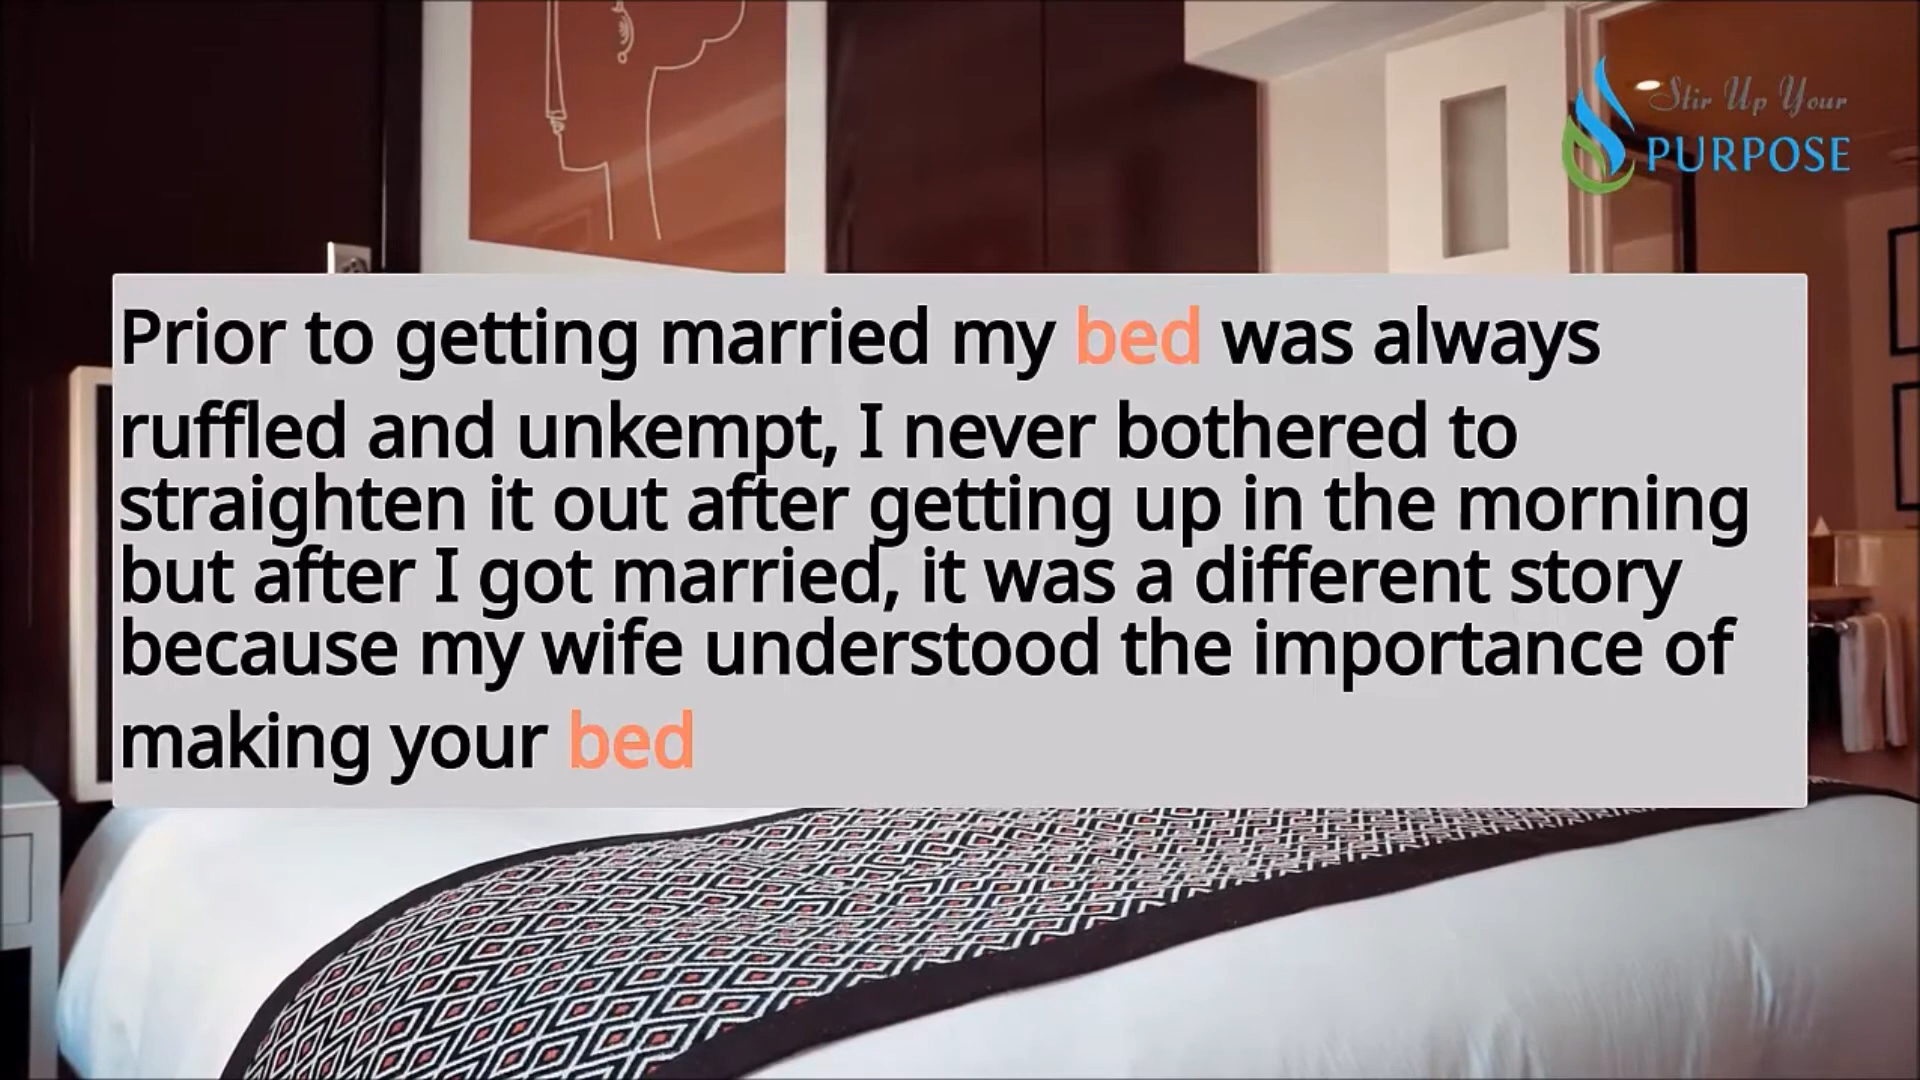 Stir Up Your
PURPOSE
Prior to getting married my bed was always
ruffled and unkempt, I never bothered to
straighten it out after getting up in the morning
but after I got married, it was a different story
because my wife understood the importance of
making your bed